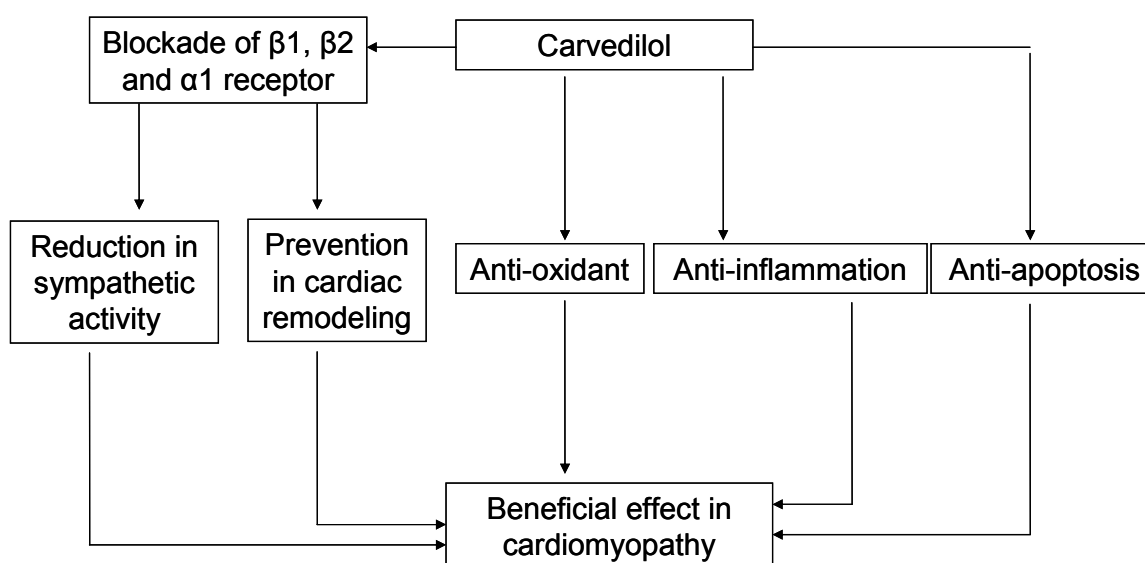 Blockade of β1, β2
and α1 receptor
Carvedilol
Reduction in
sympathetic
activity
Prevention
in cardiac
remodeling
Anti-oxidant
Anti-inflammation
Anti-apoptosis
Beneficial effect in
cardiomyopathy